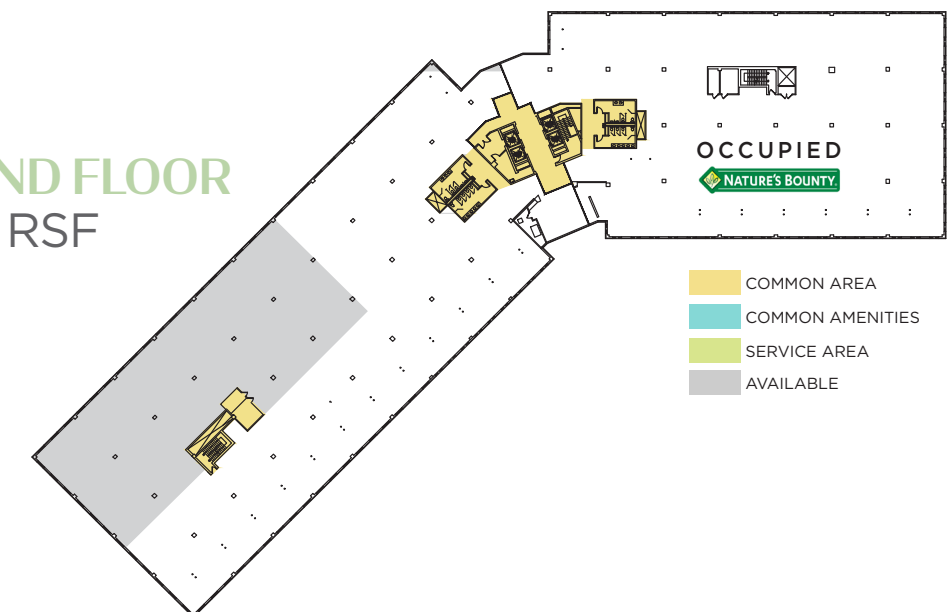 ND FLOOR
RSF
OCCUPIED
NATURE'S BOUNTY
COMMON AREA
COMMON AMENITIES
SERVICE AREA
AVAILABLE